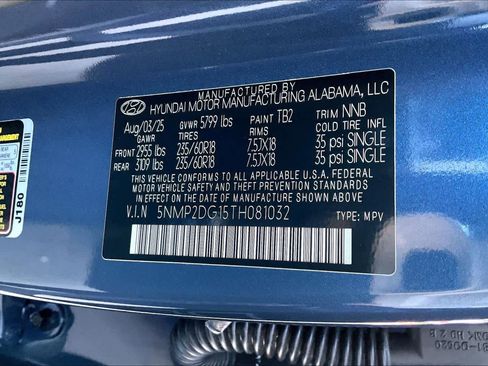 MANUFACTURED BY
HYUNDAI MOTOR MANUFACTURING ALABAMA, LLC
Aug/03/25 GVWR 5799 lbs PAINT TB2 TRIM NNB
GAWR TIRES RIMS COLD TIRE INFL
FRONT 2955 lbs 235/60R18 7.5JX18 35 psi SINGLE
REAR 3109 lbs 235/60R18 7.5JX18 35 psi SINGLE
THIS VEHICLE CONFORMS TO ALL APPLICABLE U.S.A. FEDERAL
MOTOR VEHICLE SAFETY AND THEFT PREVENTION STANDARDS
IN EFFECT ON THE DATE OF MANUFACTURE SHOWN ABOVE.
V.I.N 5NMP2DG15TH081032 TYPE: MPV
J180